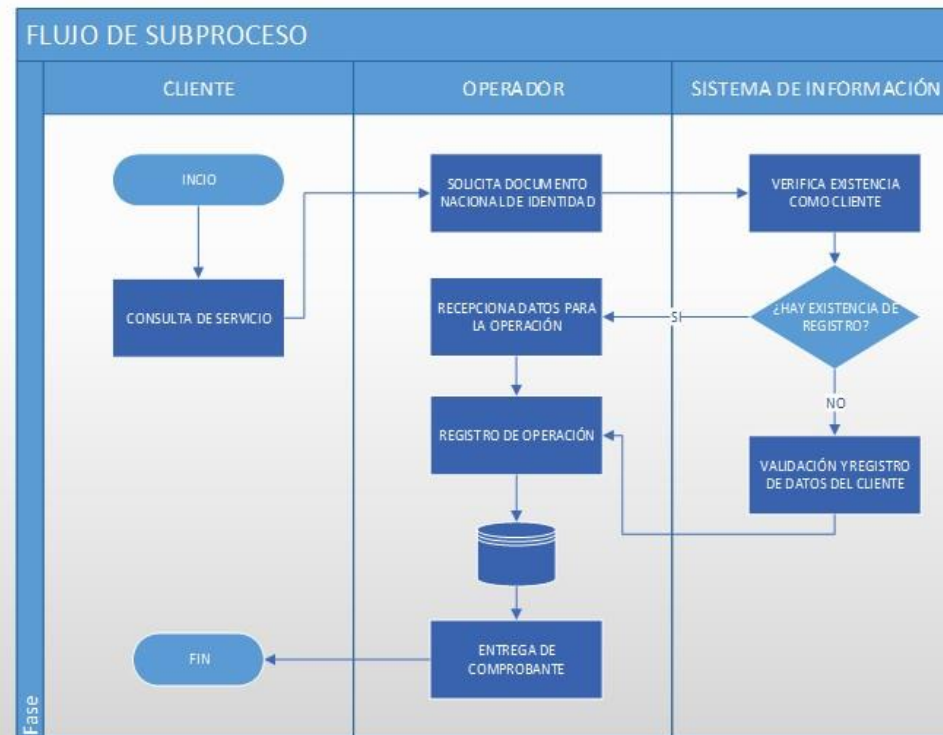 FLUJO DE SUBPROCESO
CLIENTE
OPERADOR
SISTEMA DE INFORMACIÓN
INCIO
SOLICITA DOCUMENTO
NACIONAL DE IDENTIDAD
VERIFICA EXISTENCIA
COMO CLIENTE
CONSULTA DE SERVICIO
RECEPCIONA DATOS PARA
LA OPERACIÓN
SI
¿HAY EXISTENCIA DE
REGISTRO?
NO
REGISTRO DE OPERACIÓN
VALIDACIÓN Y REGISTRO
DE DATOS DEL CLIENTE
FIN
ENTREGA DE
COMPROBANTE
Fase